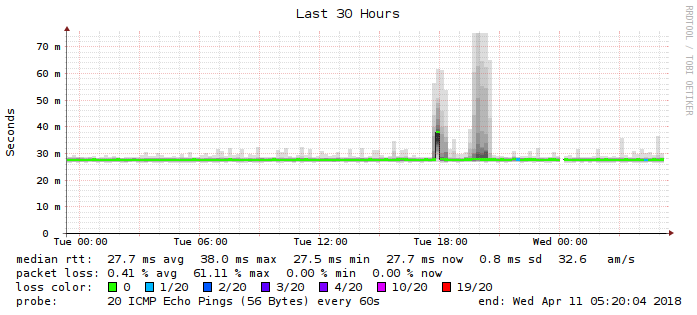 Last 30 Hours
RRDTOOL / TOBI OETIKER
Seconds
70 m
60 m
50 m
40 m
30 m
20 m
10 m
0
Tue 00:00 Tue 06:00 Tue 12:00 Tue 18:00 Wed 00:00
median rtt: 27.7 ms avg 38.0 ms max 27.5 ms min 27.7 ms now 0.8 ms sd 32.6 am/s
packet loss: 0.41 % avg 61.11 % max 0.00 % min 0.00 % now
loss color: 0 1/20 2/20 3/20 4/20 10/20 19/20
probe: 20 ICMP Echo Pings (56 Bytes) every 60s end: Wed Apr 11 05:20:04 2018